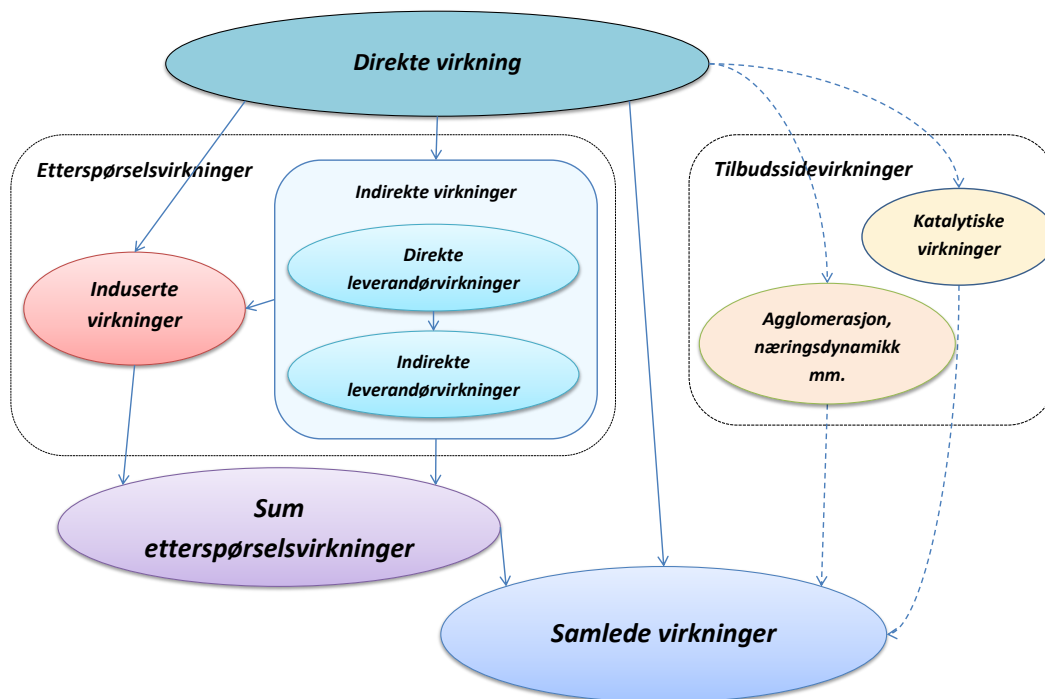 Direkte virkning
Etterspørselsvirkninger
Tilbudssidevirkninger
Indirekte virkninger
Katalytiske
virkninger
Direkte
leverandørvirkninger
Induserte
virkninger
Agglomerasjon,
næringsdynamikk
mm.
Indirekte
leverandørvirkninger
Sum
etterspørselsvirkninger
Samlede virkninger